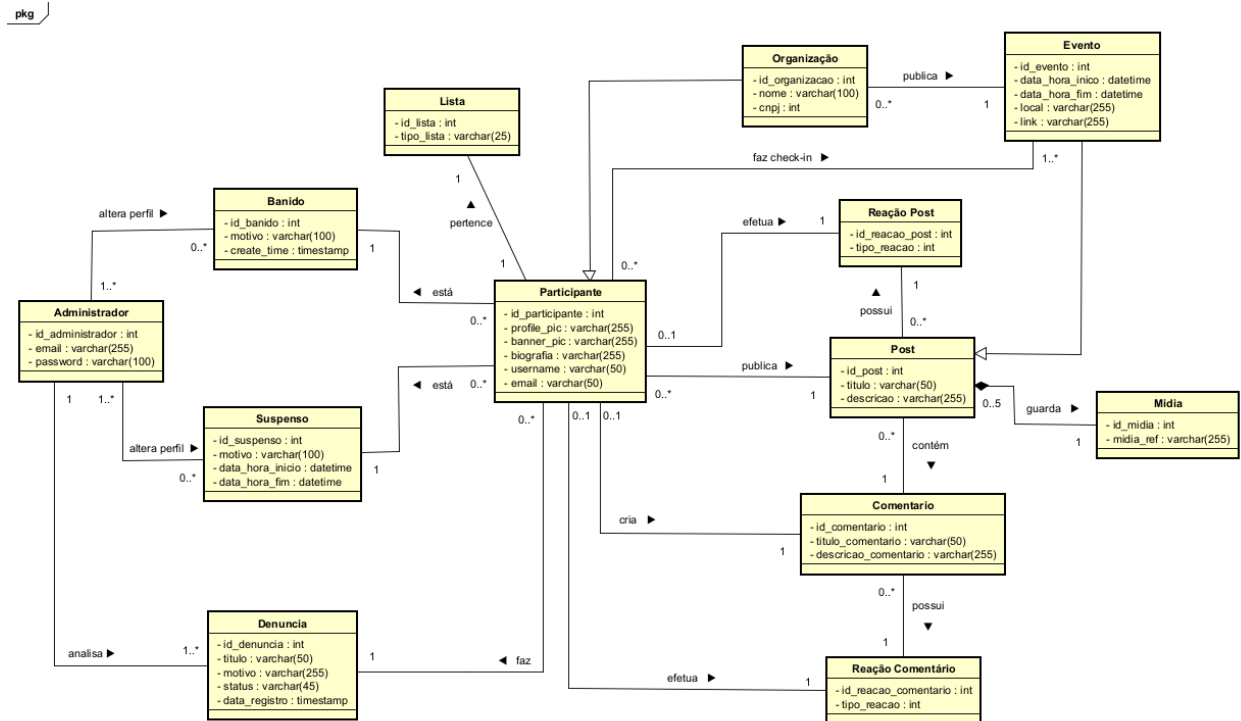 pkg
Evento
- id_evento : int
- data_hora_inico : datetime
- data_hora_fim : datetime
- local : varchar(255)
- link : varchar(255)
Organização
- id_organizacao : int
- nome : varchar(100)
- cnpj : int
publica ►
0..*
1
Lista
- id_lista : int
- tipo_lista : varchar(25)
faz check-in ►
1..*
0..*
1
▲
pertence
1
Banido
- id_banido : int
- motivo : varchar(100)
- create_time : timestamp
altera perfil ►
0..*
1..*
1
◄ está
0..*
Reação Post
- id_reacao_post : int
- tipo_reacao : int
efetua ►
1
0..1
1
▲
possui
0..*
Administrador
- id_administrador : int
- email : varchar(255)
- password : varchar(100)
Participante
- id_participante : int
- profile_pic : varchar(255)
- banner_pic : varchar(255)
- biografia : varchar(255)
- username : varchar(50)
- email : varchar(50)
Post
- id_post : int
- titulo : varchar(50)
- descricao : varchar(255)
publica ►
0..*
1
◄ está
0..*
1
0..5
guarda ►
1
Midia
- id_midia : int
- midia_ref : varchar(255)
1
1..*
altera perfil ►
0..*
Suspenso
- id_suspenso : int
- motivo : varchar(100)
- data_hora_inicio : datetime
- data_hora_fim : datetime
0..*
0..1
0..1
0..*
contém
▼
1
Comentario
- id_comentario : int
- titulo_comentario : varchar(50)
- descricao_comentario : varchar(255)
cria ►
1
0..*
possui
▼
1
Denuncia
- id_denuncia : int
- titulo : varchar(50)
- motivo : varchar(255)
- status : varchar(45)
- data_registro : timestamp
analisa ►
1..*
1
◄ faz
efetua ►
1
Reação Comentário
- id_reacao_comentario : int
- tipo_reacao : int